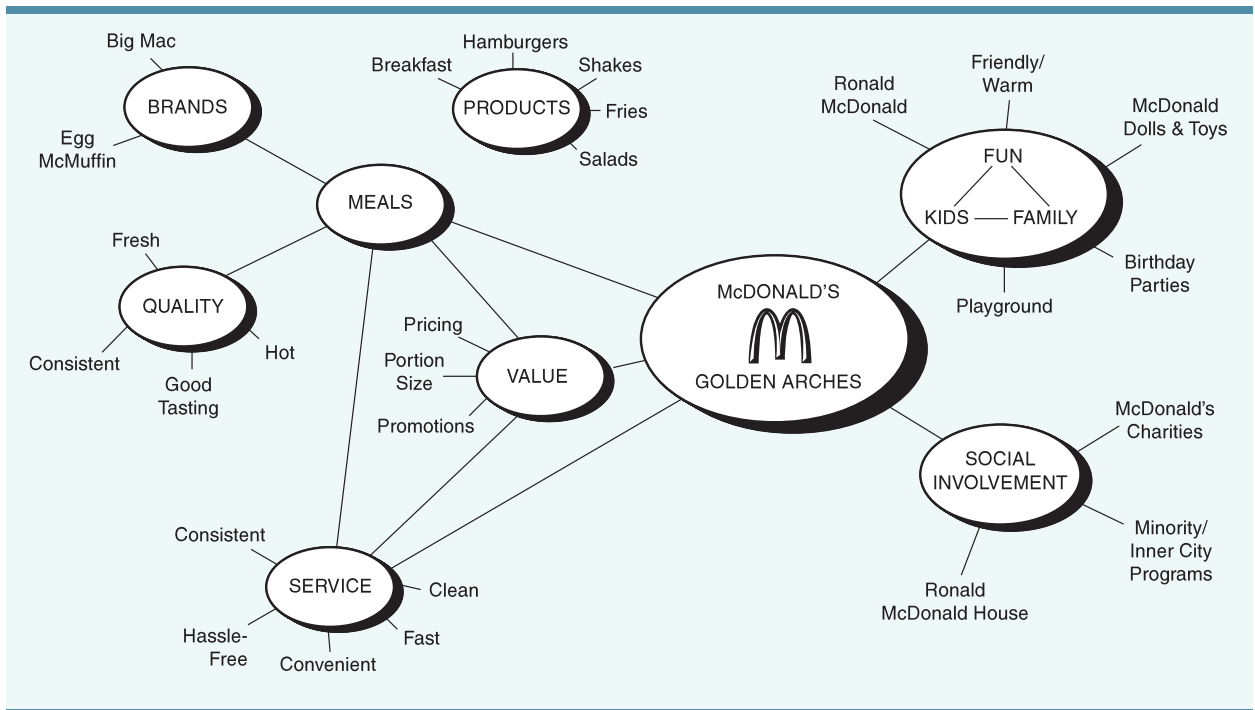 Big Mac
BRANDS
Egg
McMuffin
Hamburgers
Breakfast
Shakes
PRODUCTS
Fries
Salads
MEALS
Fresh
QUALITY
Consistent
Hot
Good
Tasting
Pricing
Portion
Size
VALUE
Promotions
Consistent
SERVICE
Clean
Hassle-
Free
Fast
Convenient
McDONALD'S
GOLDEN ARCHES
Ronald
McDonald
Friendly/
Warm
McDonald
Dolls & Toys
FUN
KIDS
FAMILY
Birthday
Parties
Playground
SOCIAL
INVOLVEMENT
McDonald's
Charities
Minority/
Inner City
Programs
Ronald
McDonald House